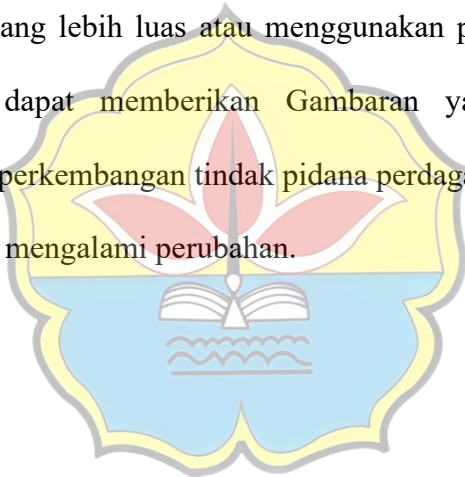 ang lebih luas atau menggunakan p
dapat memberikan Gambaran ya
perkembangan tindak pidana perdaga
mengalami perubahan.